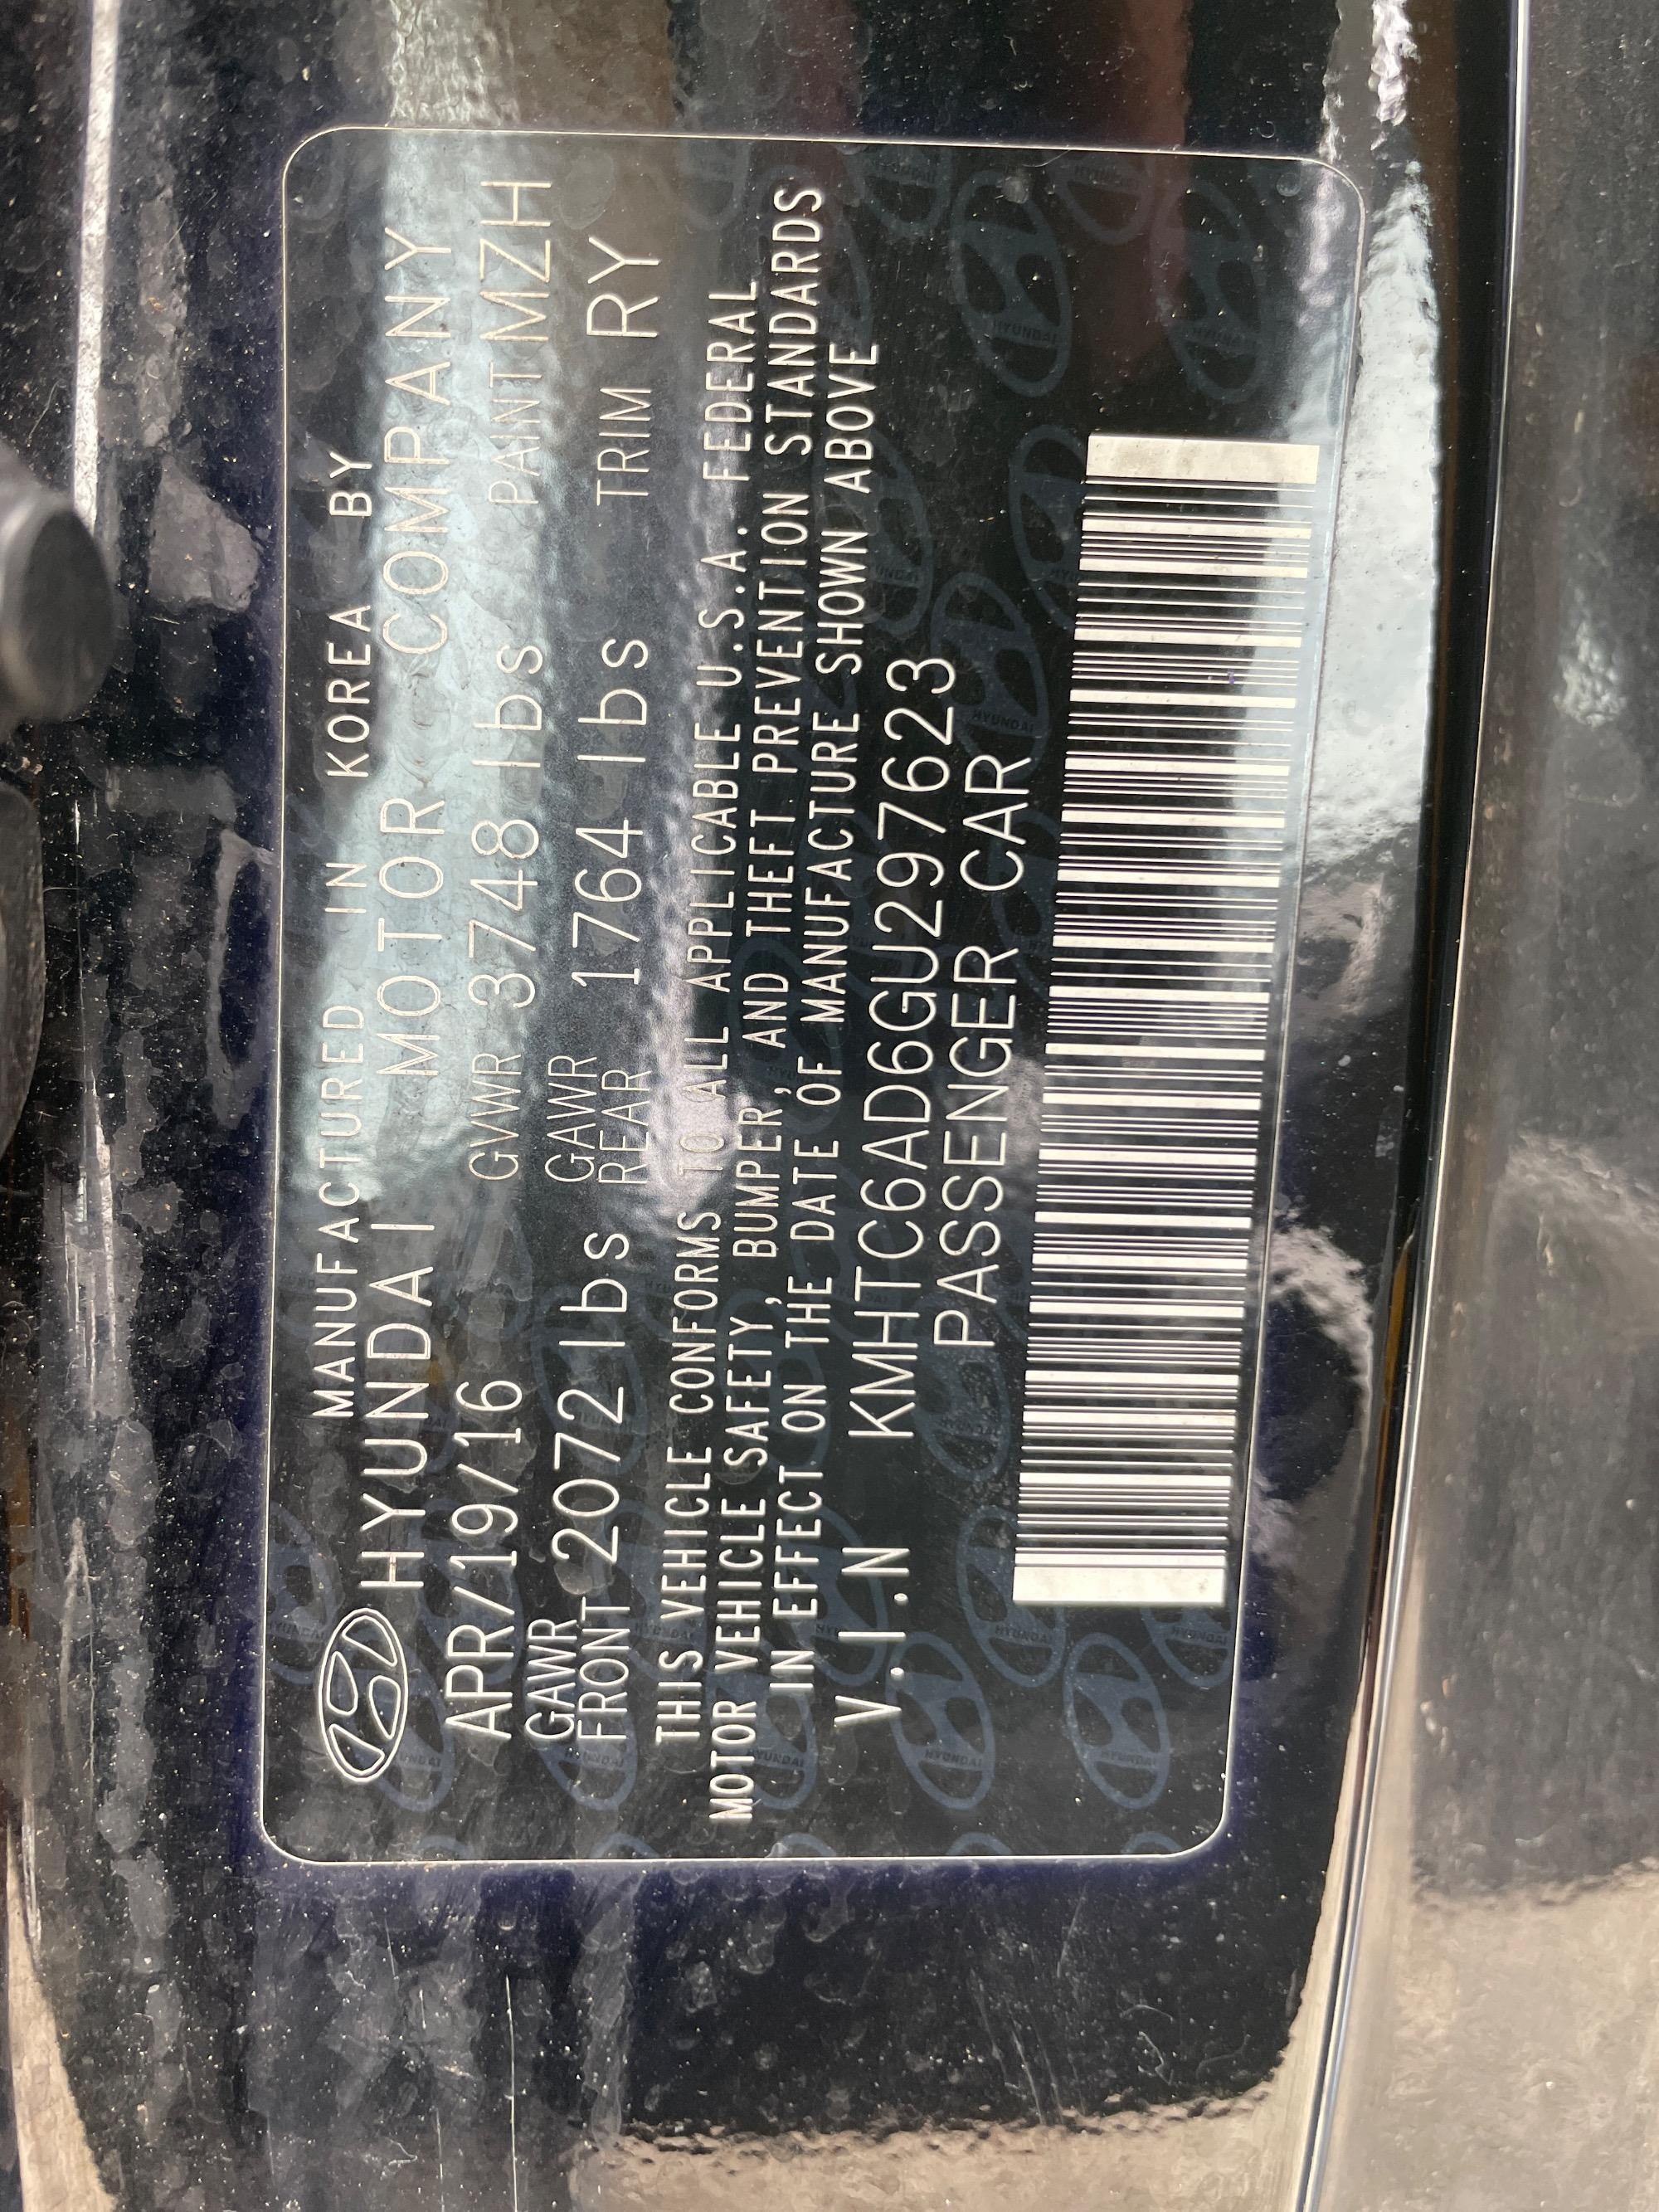 MANUFACTURED IN KOREA BY
HYUNDAI MOTOR COMPANY
APR/19/16 GVWR 3748 lbs PAINT MZH
GAWR FRONT 2072 lbs GAWR REAR 1764 lbs TRIM RY
THIS VEHICLE CONFORMS TO ALL APPLICABLE U.S.A. FEDERAL
MOTOR VEHICLE SAFETY, BUMPER, AND THEFT PREVENTION STANDARDS
IN EFFECT ON THE DATE OF MANUFACTURE SHOWN ABOVE
V.I.N KMHTC6AD6GU297623
PASSENGER CAR